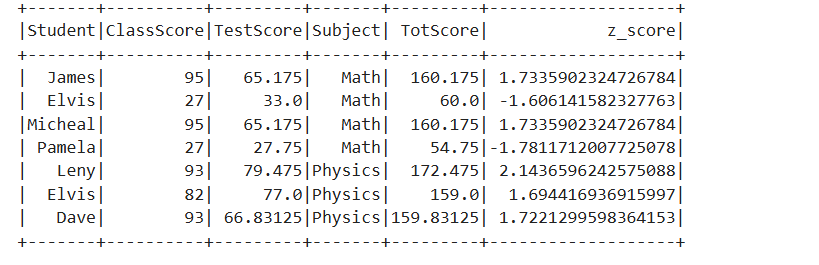 +-------+----------+---------+-------+---------+-------------------+
|Student|ClassScore|TestScore|Subject| TotScore|            z_score|
+-------+----------+---------+-------+---------+-------------------+
|  James|        95|   65.175|   Math|  160.175| 1.7335902324726784|
|  Elvis|        27|     33.0|   Math|     60.0| -1.606141582327763|
|Micheal|        95|   65.175|   Math|  160.175| 1.7335902324726784|
| Pamela|        27|    27.75|   Math|    54.75|-1.7811712007725078|
|   Leny|        93|   79.475|Physics|  172.475| 2.1436596242575088|
|  Elvis|        82|     77.0|Physics|    159.0|  1.694416936915997|
|   Dave|        93| 66.83125|Physics|159.83125| 1.7221299598364153|
+-------+----------+---------+-------+---------+-------------------+